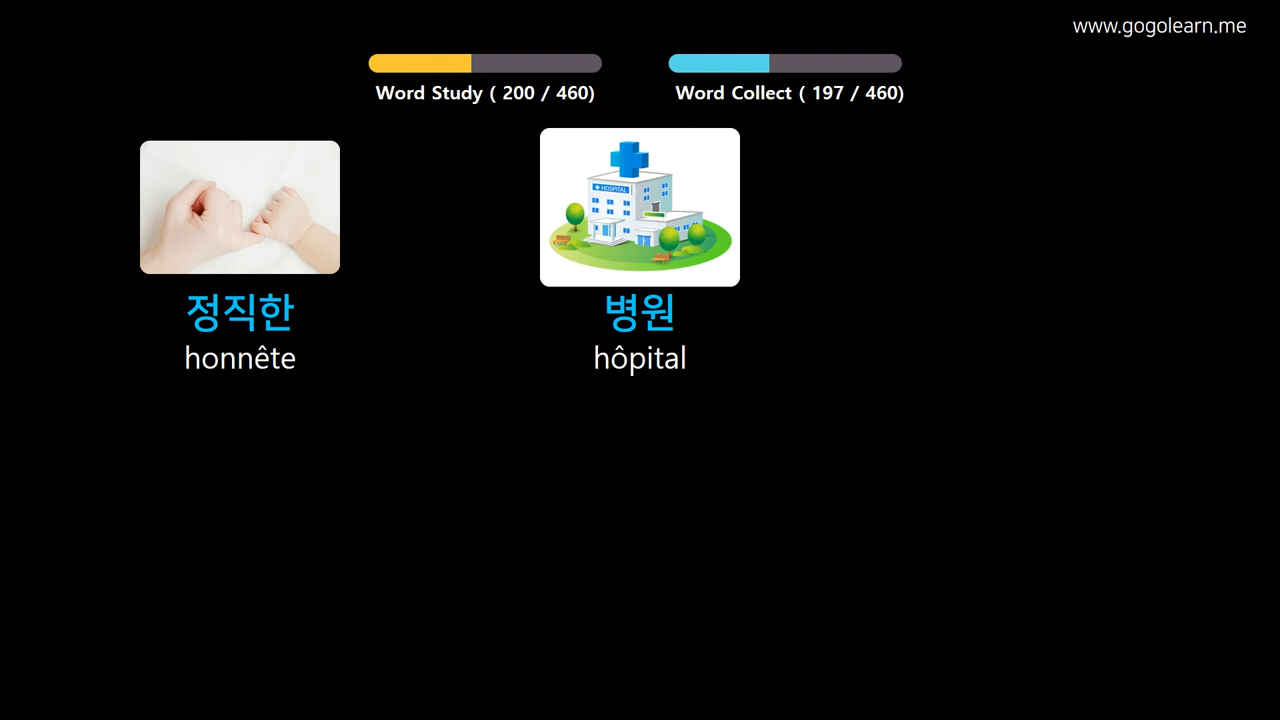 www.gogolearn.me
Word Study ( 200 / 460)
Word Collect ( 197 / 460)
HOSPITAL
정직한
honnête
병원
hôpital